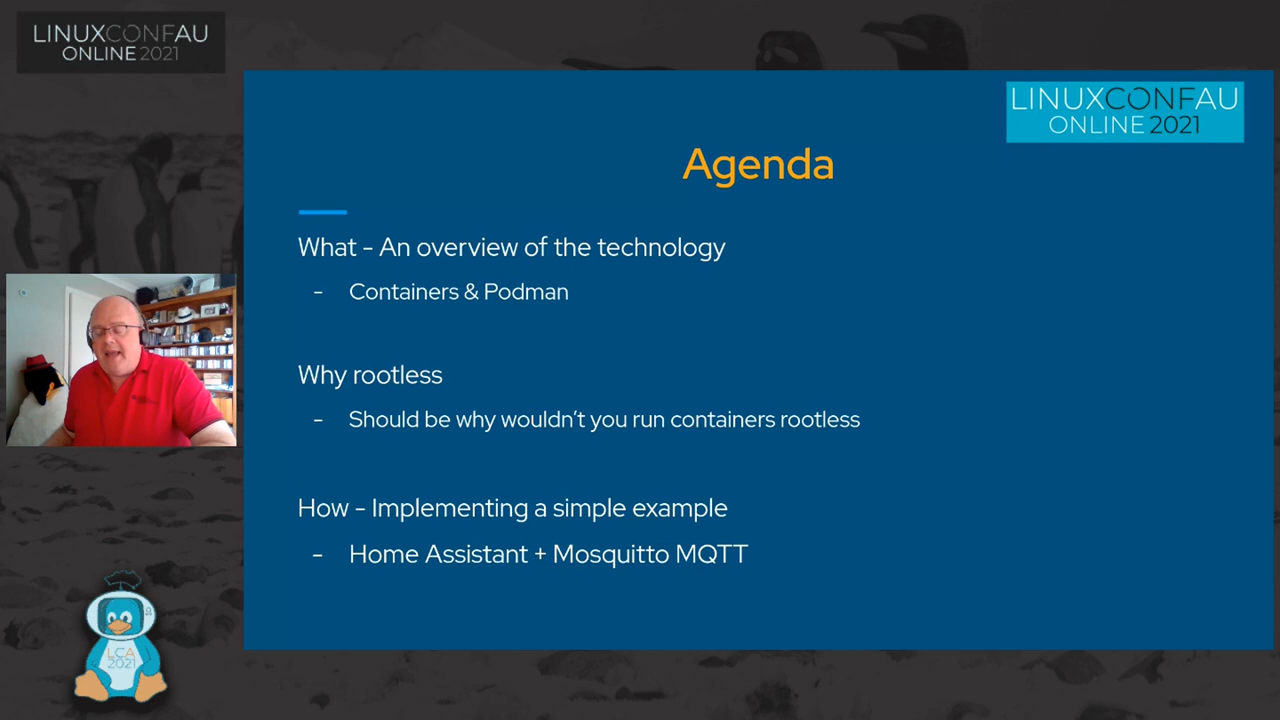 LINUXCONFAU
ONLINE 2021
LINUXCONFAU
ONLINE 2021
Agenda
What - An overview of the technology
- Containers & Podman
Why rootless
- Should be why wouldn't you run containers rootless
How - Implementing a simple example
- Home Assistant + Mosquitto MQTT
LCA
2021